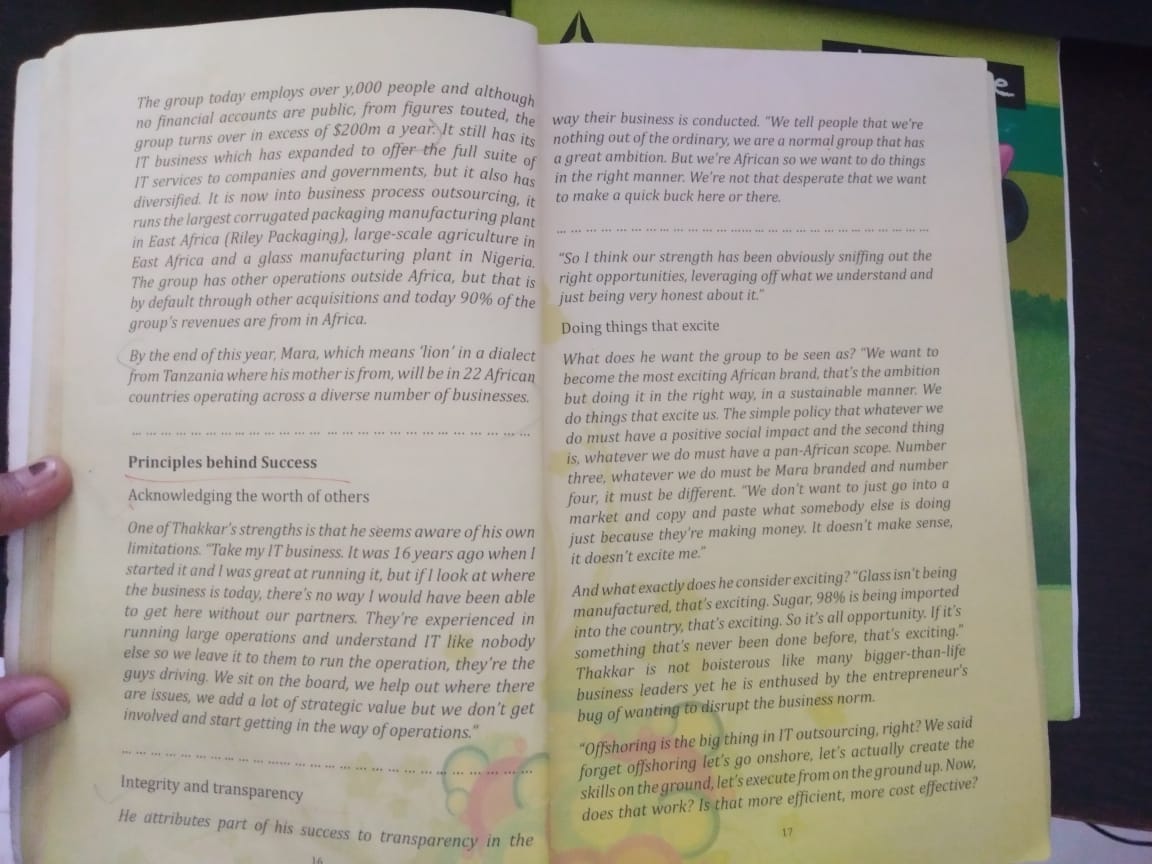 The group today employs over y,000 people and although
no financial accounts are public, from figures touted, the
group turns over in excess of $200m a year. It still has its
IT business which has expanded to offer the full suite of
IT services to companies and governments, but it also has
diversified. It is now into business process outsourcing, it
runs the largest corrugated packaging manufacturing plant
in East Africa (Riley Packaging), large-scale agriculture in
East Africa and a glass manufacturing plant in Nigeria.
The group has other operations outside Africa, but that is
by default through other acquisitions and today 90% of the
group's revenues are from in Africa.
By the end of this year, Mara, which means 'lion' in a dialect
from Tanzania where his mother is from, will be in 22 African
countries operating across a diverse number of businesses.
... ... ... ... ... ... ... ... ... ... ... ... ... ... ... ... ... ... ... ... ... ... ... ... ... ... ...
Principles behind Success
Acknowledging the worth of others
One of Thakkar's strengths is that he seems aware of his own
limitations. "Take my IT business. It was 16 years ago when I
started it and I was great at running it, but if I look at where
the business is today, there's no way I would have been able
to get here without our partners. They're experienced in
running large operations and understand IT like nobody
else so we leave it to them to run the operation, they're the
guys driving. We sit on the board, we help out where there
are issues, we add a lot of strategic value but we don't get
involved and start getting in the way of operations."
... ... ... ... ... ... ... ... ... ... ... ... ... ... ... ... ... ... ... ... ... ... ... ... ... ... ...
Integrity and transparency
He attributes part of his success to transparency in the
16
way their business is conducted. "We tell people that we're
nothing out of the ordinary, we are a normal group that has
a great ambition. But we're African so we want to do things
in the right manner. We're not that desperate that we want
to make a quick buck here or there.
... ... ... ... ... ... ... ... ... ... ... ... ... ... ... ... ... ... ... ... ... ... ... ... ...
"So I think our strength has been obviously sniffing out the
right opportunities, leveraging off what we understand and
just being very honest about it."
Doing things that excite
What does he want the group to be seen as? "We want to
become the most exciting African brand, that's the ambition
but doing it in the right way, in a sustainable manner. We
do things that excite us. The simple policy that whatever we
do must have a positive social impact and the second thing
is, whatever we do must have a pan-African scope. Number
three, whatever we do must be Mara branded and number
four, it must be different. "We don't want to just go into a
market and copy and paste what somebody else is doing
just because they're making money. It doesn't make sense,
it doesn't excite me."
And what exactly does he consider exciting? "Glass isn't being
manufactured, that's exciting. Sugar, 98% is being imported
into the country, that's exciting. So it's all opportunity. If it's
something that's never been done before, that's exciting."
Thakkar is not boisterous like many bigger-than-life
business leaders yet he is enthused by the entrepreneur's
bug of wanting to disrupt the business norm.
"Offshoring is the big thing in IT outsourcing, right? We said
forget offshoring let's go onshore, let's actually create the
skills on the ground, let's execute from on the ground up. Now,
does that work? Is that more efficient, more cost effective?
17